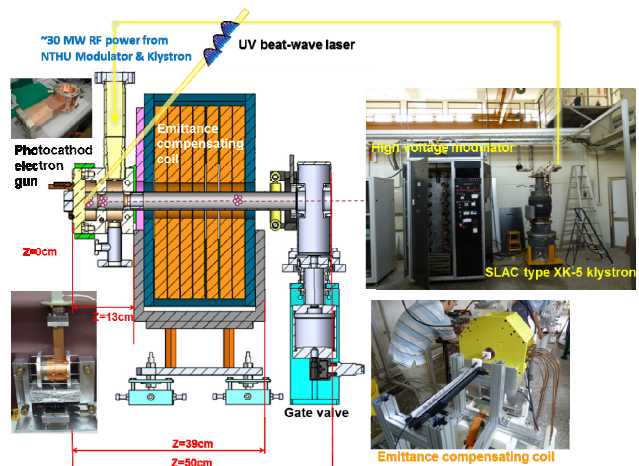 ~30 MW RF power from
NTHU Modulator & Klystron
UV beat-wave laser
Emittance
compensating
coil
Photocathod
electron
gun
High voltage modulator
SLAC type XK-5 klystron
Z=0cm
Z=13cm
Gate valve
Z=39cm
Z=50cm
Emittance compensating coil